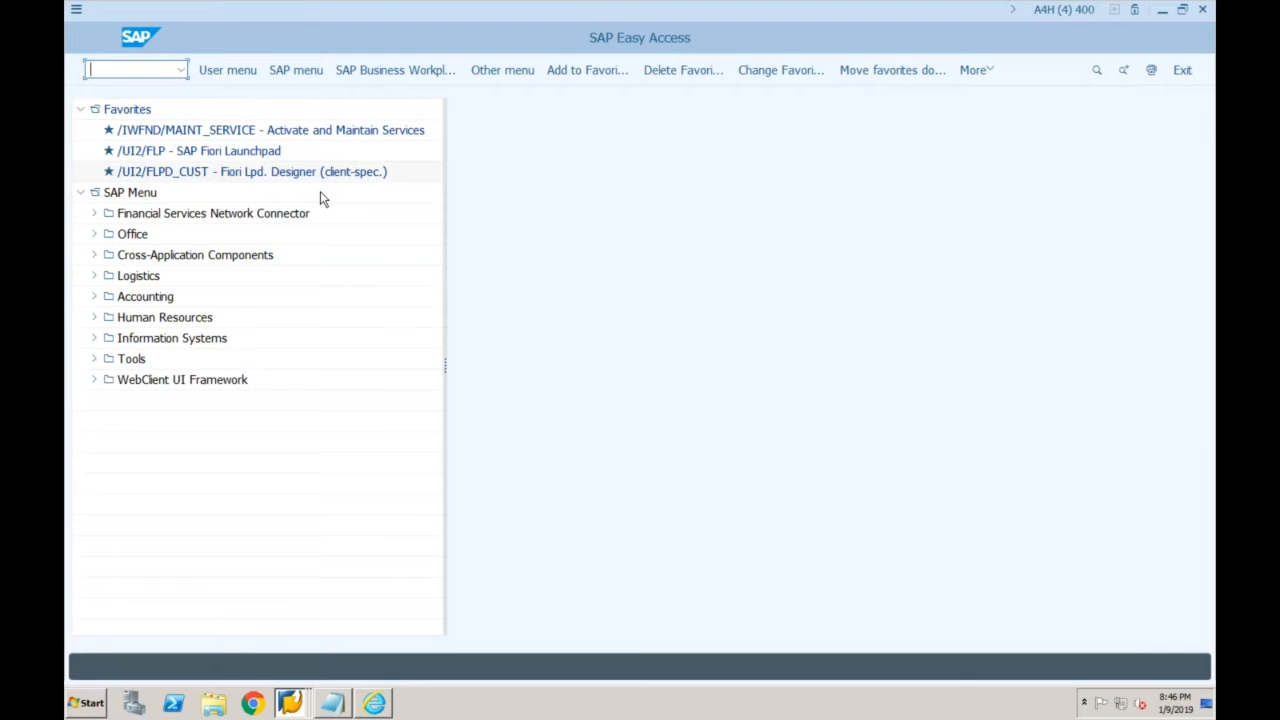 A4H (4) 400
SAP
SAP Easy Access
User menu SAP menu SAP Business Workpl... Other menu Add to Favori... Delete Favori... Change Favori... Move favorites do... More Exit
Favorites
/IWFND/MAINT_SERVICE - Activate and Maintain Services
/UI2/FLP - SAP Fiori Launchpad
/UI2/FLPD_CUST - Fiori Lpd. Designer (client-spec.)
SAP Menu
Financial Services Network Connector
Office
Cross-Application Components
Logistics
Accounting
Human Resources
Information Systems
Tools
WebClient UI Framework
Start
8:46 PM
1/9/2019